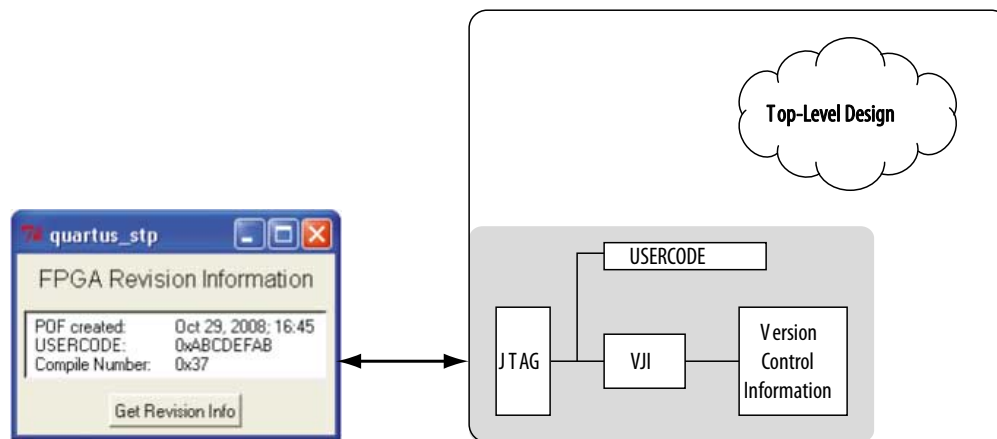 Top-Level Design
quartus_stp
FPGA Revision Information
POF created: Oct 29, 2008; 16:45
USERCODE: 0xABCDEFAB
Compile Number: 0x37
Get Revision Info
USERCODE
JTAG
VJI
Version
Control
Information